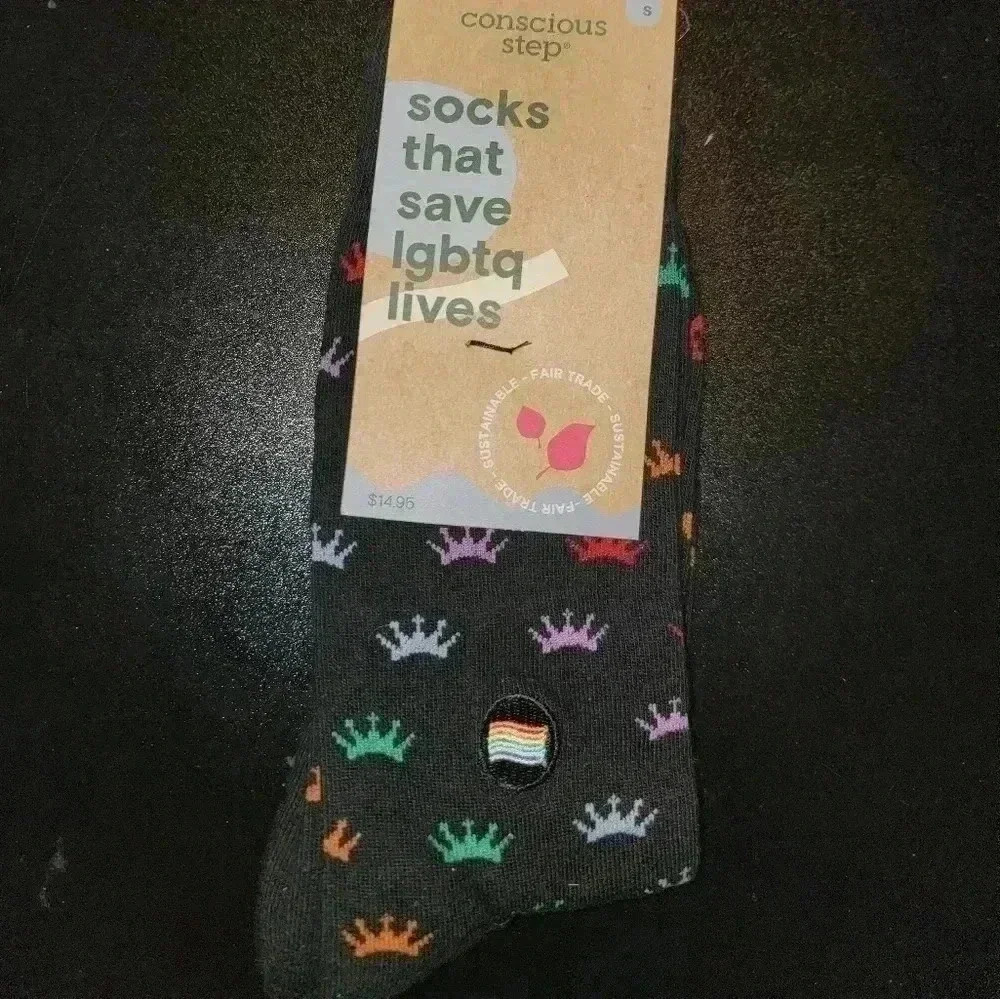 s
conscious
step®
socks
that
save
lgbtq
lives
SUSTAINABLE - FAIR TRADE - SUSTAINABLE - FAIR TRADE -
$14.95